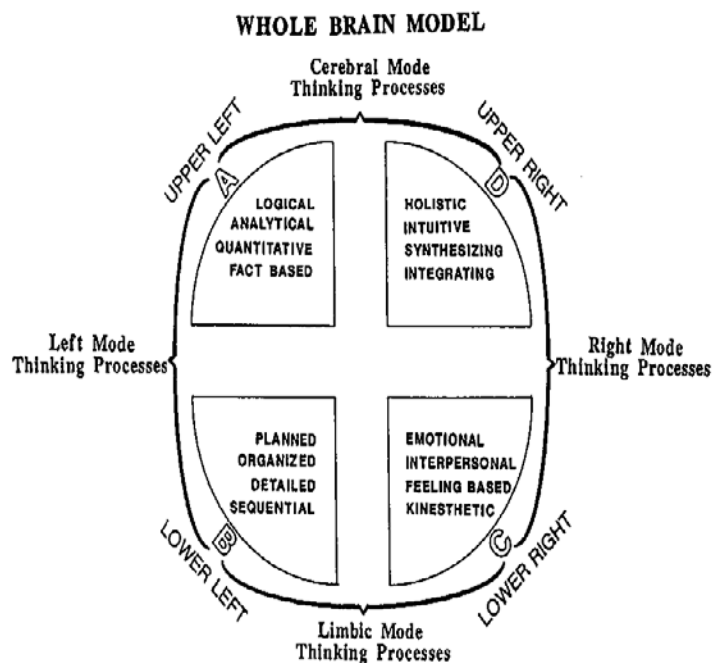 WHOLE BRAIN MODEL
Cerebral Mode
Thinking Processes
UPPER LEFT
UPPER RIGHT
A
D
LOGICAL
ANALYTICAL
QUANTITATIVE
FACT BASED
HOLISTIC
INTUITIVE
SYNTHESIZING
INTEGRATING
Left Mode
Thinking Processes
Right Mode
Thinking Processes
PLANNED
ORGANIZED
DETAILED
SEQUENTIAL
EMOTIONAL
INTERPERSONAL
FEELING BASED
KINESTHETIC
B
C
LOWER LEFT
LOWER RIGHT
Limbic Mode
Thinking Processes